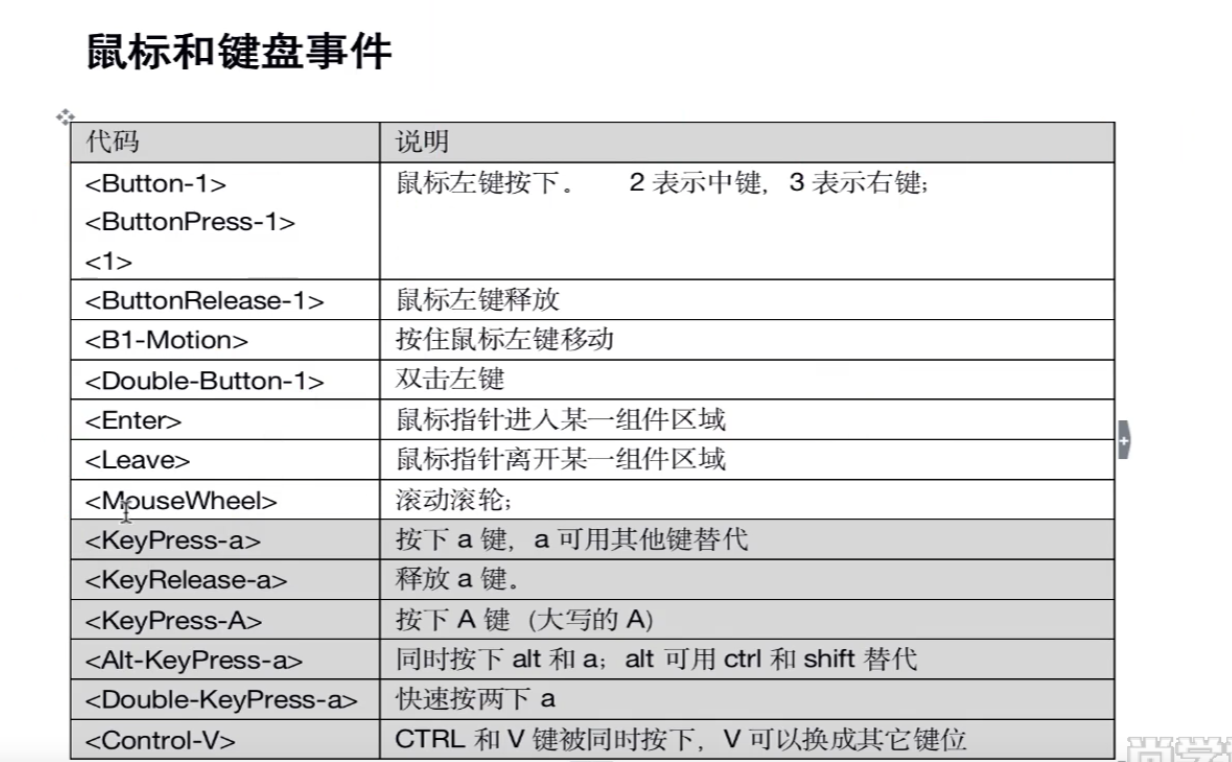 鼠标和键盘事件
代码 说明
<Button-1> 鼠标左键按下。 2 表示中键，3 表示右键;
<ButtonPress-1>
<1>
<ButtonRelease-1> 鼠标左键释放
<B1-Motion> 按住鼠标左键移动
<Double-Button-1> 双击左键
<Enter> 鼠标指针进入某一组件区域
<Leave> 鼠标指针离开某一组件区域
<MouseWheel> 滚动滚轮;
<KeyPress-a> 按下 a 键，a 可用其他键替代
<KeyRelease-a> 释放 a 键。
<KeyPress-A> 按下 A 键（大写的 A）
<Alt-KeyPress-a> 同时按下 alt 和 a；alt 可用 ctrl 和 shift 替代
<Double-KeyPress-a> 快速按两下 a
<Control-V> CTRL 和 V 键被同时按下，V 可以换成其它键位